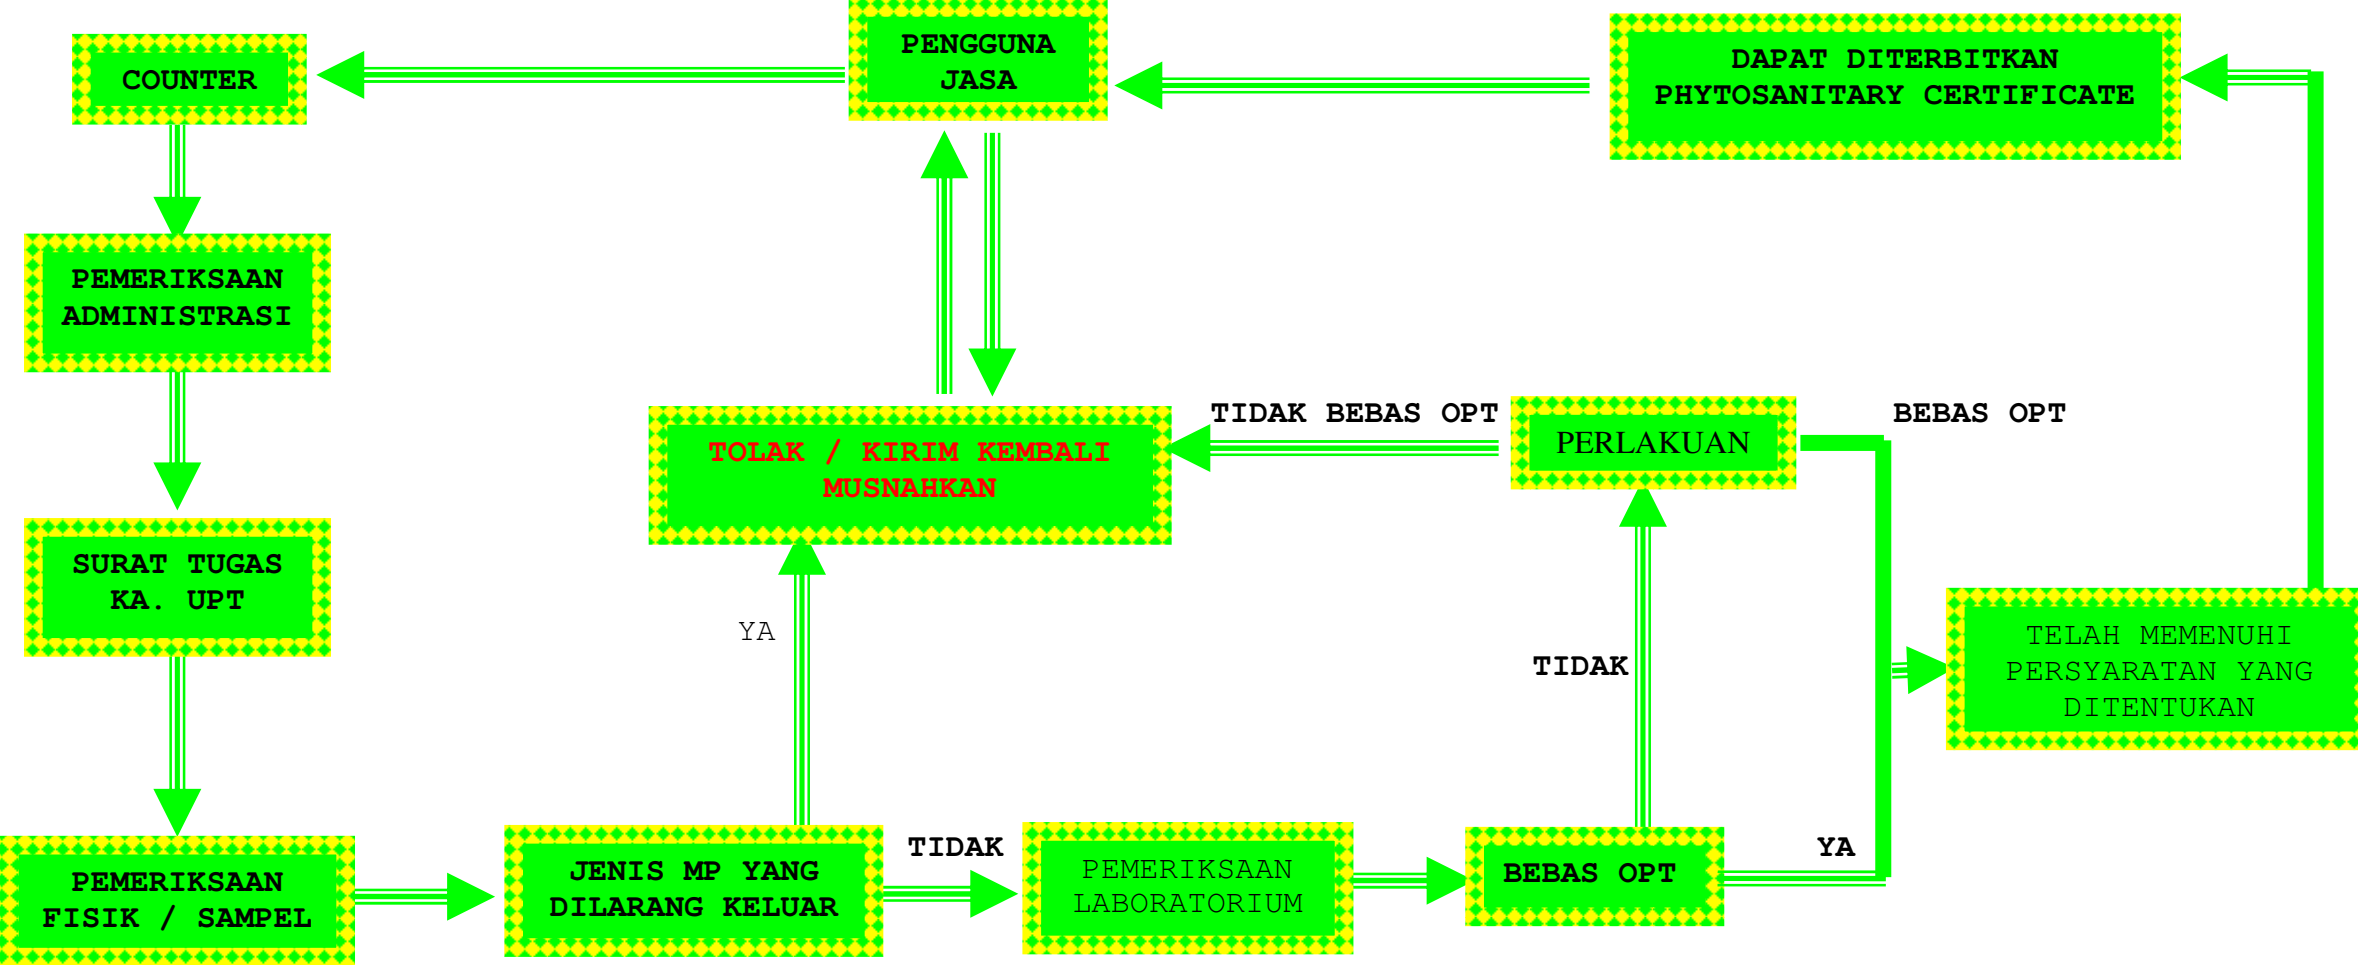 PENGGUNA
JASA
COUNTER
DAPAT DITERBITKAN
PHYTOSANITARY CERTIFICATE
PEMERIKSAAN
ADMINISTRASI
TIDAK BEBAS OPT
BEBAS OPT
PERLAKUAN
TOLAK / KIRIM KEMBALI
MUSNAHKAN
SURAT TUGAS
KA. UPT
YA
TIDAK
TELAH MEMENUHI
PERSYARATAN YANG
DITENTUKAN
PEMERIKSAAN
FISIK / SAMPEL
JENIS MP YANG
DILARANG KELUAR
TIDAK
PEMERIKSAAN
LABORATORIUM
BEBAS OPT
YA